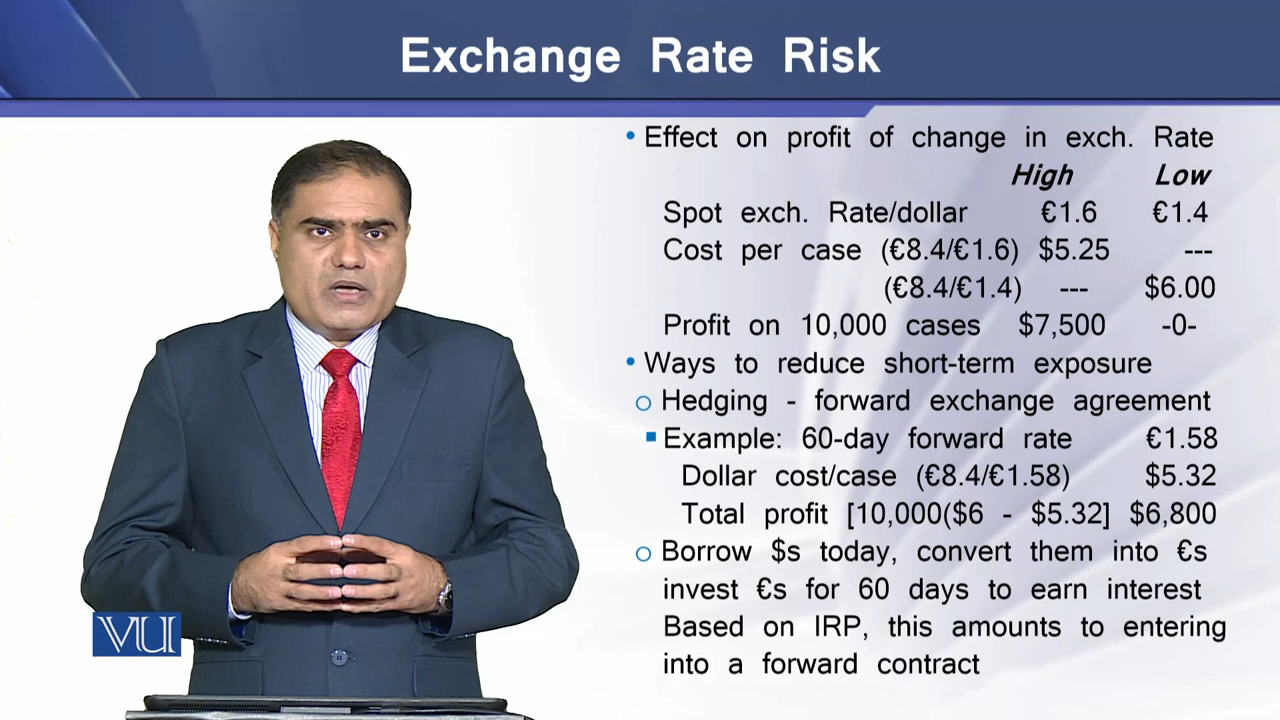 Exchange Rate Risk
• Effect on profit of change in exch. Rate
High Low
Spot exch. Rate/dollar €1.6 €1.4
Cost per case (€8.4/€1.6) $5.25 ---
(€8.4/€1.4) --- $6.00
Profit on 10,000 cases $7,500 -0-
• Ways to reduce short-term exposure
o Hedging - forward exchange agreement
▪ Example: 60-day forward rate €1.58
Dollar cost/case (€8.4/€1.58) $5.32
Total profit [10,000($6 - $5.32] $6,800
o Borrow $s today, convert them into €s
invest €s for 60 days to earn interest
Based on IRP, this amounts to entering
into a forward contract
VU